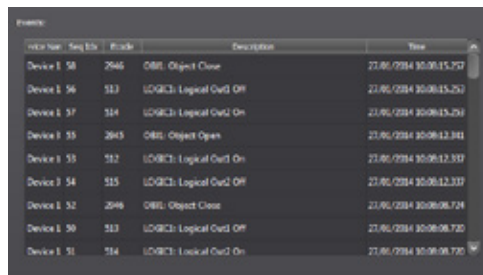 Events:
vice Nam Seq Idx Ecode Description Time
Device 1 58 2946 OBJ1: Object Close 27/01/2014 10:08:15.257
Device 1 56 513 LOGIC1: Logical Out1 Off 27/01/2014 10:08:15.253
Device 1 57 514 LOGIC1: Logical Out2 On 27/01/2014 10:08:15.253
Device 1 55 2945 OBJ1: Object Open 27/01/2014 10:08:12.341
Device 1 53 512 LOGIC1: Logical Out1 On 27/01/2014 10:08:12.337
Device 1 54 515 LOGIC1: Logical Out2 Off 27/01/2014 10:08:12.337
Device 1 52 2946 OBJ1: Object Close 27/01/2014 10:08:08.724
Device 1 50 513 LOGIC1: Logical Out1 Off 27/01/2014 10:08:08.720
Device 1 51 514 LOGIC1: Logical Out2 On 27/01/2014 10:08:08.720